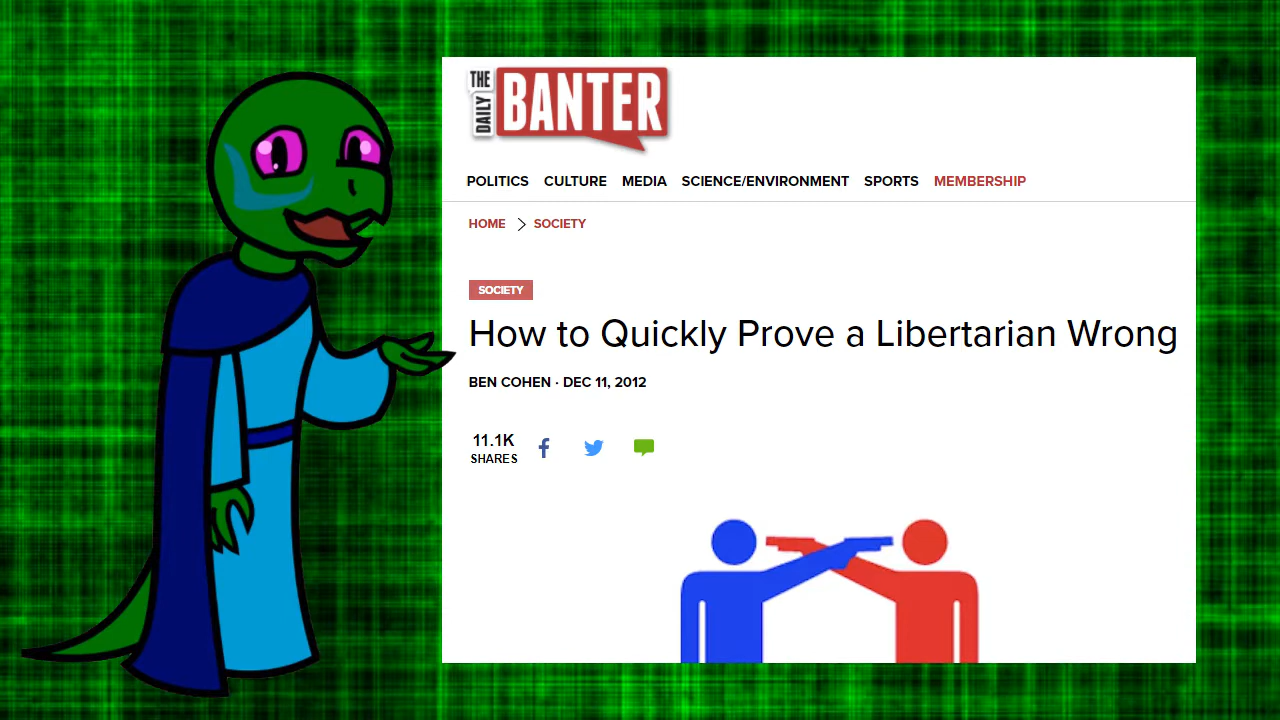 THE DAILY BANTER
POLITICS CULTURE MEDIA SCIENCE/ENVIRONMENT SPORTS MEMBERSHIP
HOME > SOCIETY
SOCIETY
How to Quickly Prove a Libertarian Wrong
BEN COHEN · DEC 11, 2012
11.1K
SHARES